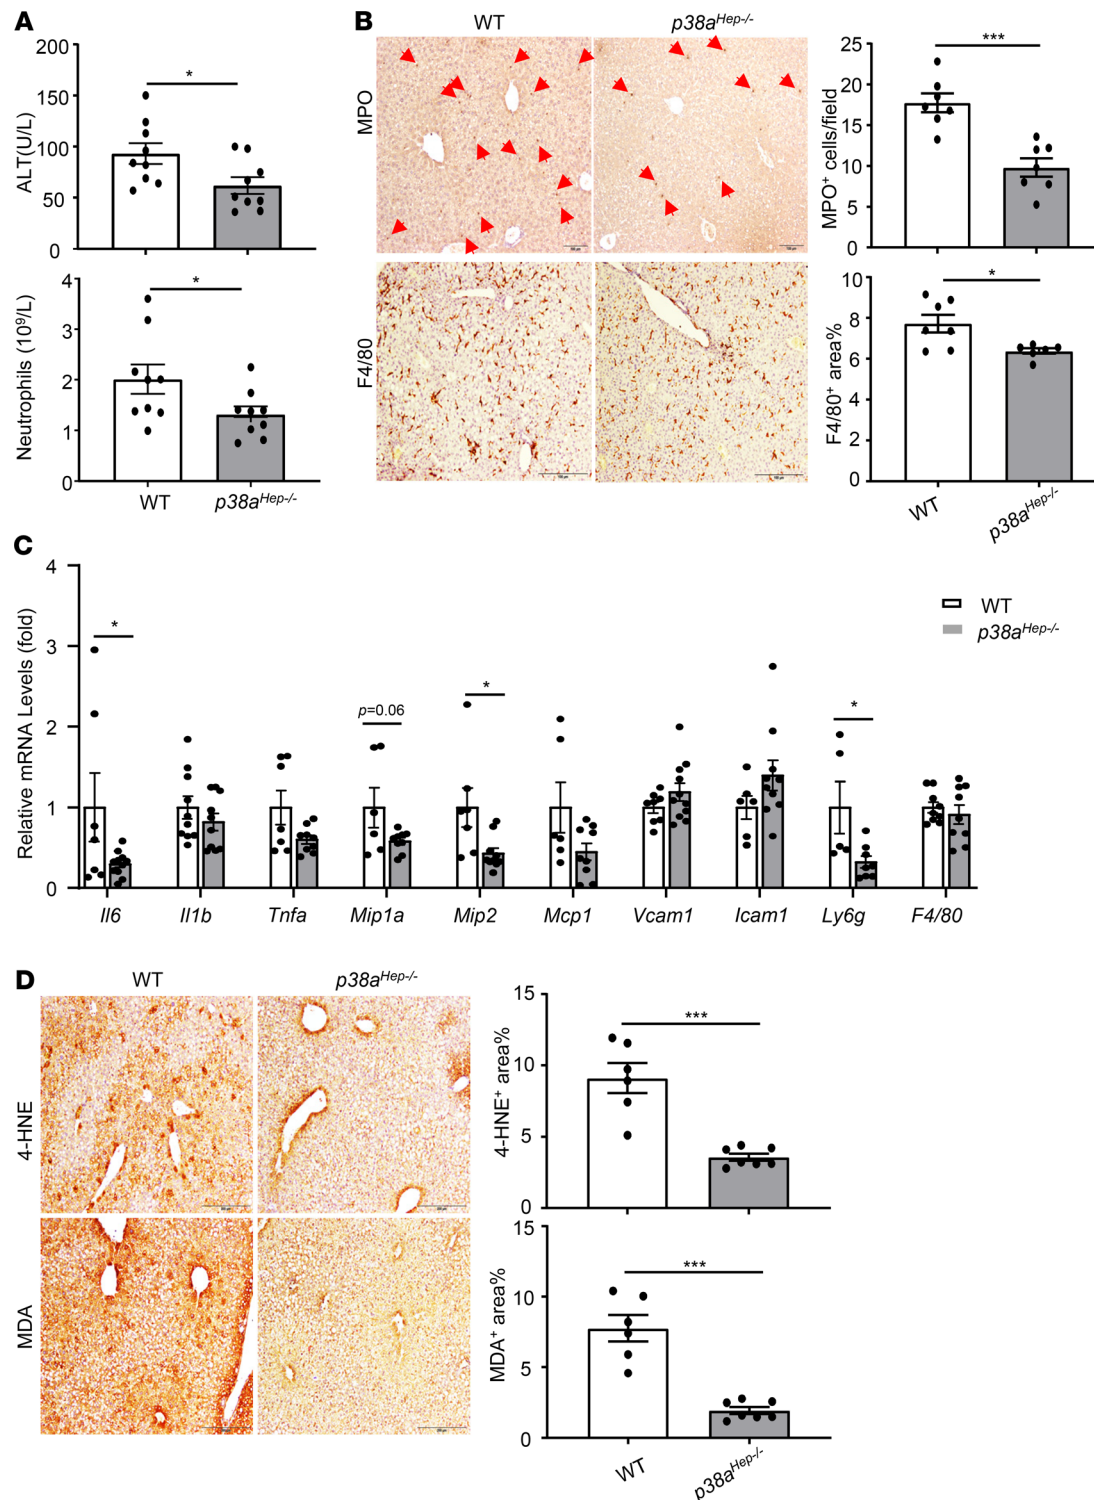 A
200
150
100
50
0
ALT(U/L)
*
4
3
2
1
0
Neutrophils (10⁹/L)
*
WT
p38a^Hep-/-
B
WT
p38a^Hep-/-
MPO
F4/80
25
20
15
10
5
0
MPO⁺ cells/field
***
10
8
6
4
2
0
F4/80⁺ area%
*
WT
p38a^Hep-/-
C
4
3
2
1
0
Relative mRNA Levels (fold)
*
p=0.06
*
*
WT
p38a^Hep-/-
Il6 Il1b Tnfa Mip1a Mip2 Mcp1 Vcam1 Icam1 Ly6g F4/80
D
WT
p38a^Hep-/-
4-HNE
MDA
15
10
5
0
4-HNE⁺ area%
***
15
10
5
0
MDA⁺ area%
***
WT
p38a^Hep-/-